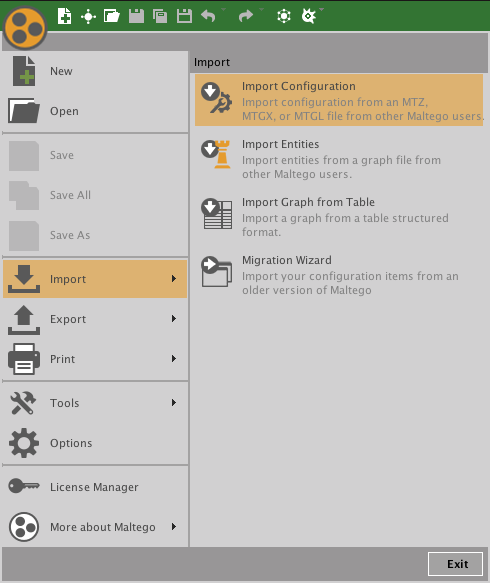 New
Open
Save
Save All
Save As
Import
Export
Print
Tools
Options
License Manager
More about Maltego
Import
Import Configuration
Import configuration from an MTZ,
MTGX, or MTGL file from other Maltego users.
Import Entities
Import entities from a graph file from
other Maltego users.
Import Graph from Table
Import a graph from a table structured
format.
Migration Wizard
Import your configuration items from an
older version of Maltego
Exit